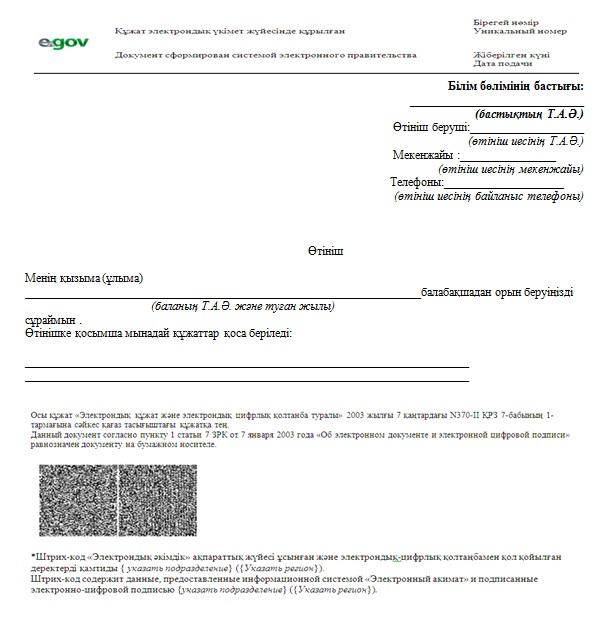 e.gov
Құжат электрондық үкімет жүйесінде құрылған
Документ сформирован системой электронного правительства
Бірегей нөмір
Уникальный номер
Жіберілген күні
Дата подачи
Білім бөлімінің бастығы:
____________________________
(бастықтың Т.А.Ә.)
Өтініш беруші:___________________
(өтініш иесінің Т.А.Ә.)
Мекенжайы :________________
(өтініш иесінің мекенжайы)
Телефоны:____________________
(өтініш иесінің байланыс телефоны)
Өтініш
Менің қызыма (ұлыма)
__________________________________________________________________балабақшадан орын беруіңізді
(баланың Т.А.Ә. және туған жылы)
сұраймын .
Өтінішке қосымша мынадай құжаттар қоса беріледі:
__________________________________________________________________________
__________________________________________________________________________
Осы құжат «Электрондық құжат және электрондық цифрлық қолтанба туралы» 2003 жылғы 7 қаңтардағы N370-II ҚРЗ 7-бабының 1-
тармағына сәйкес қағаз тасығыштағы құжатқа тең.
Данный документ согласно пункту 1 статьи 7 ЗРК от 7 января 2003 года «Об электронном документе и электронной цифровой подписи»
равнозначен документу на бумажном носителе.
*Штрих-код «Электрондық әкімдік» ақпараттық жүйесі ұсынған және электрондық-цифрлық қолтаңбамен қол қойылған
деректерді қамтиды { указать подразделение} ({Указать регион}).
Штрих-код содержит данные, предоставленные информационной системой «Электронный акимат» и подписанные
электронно-цифровой подписью {указать подразделение} ({Указать регион}).